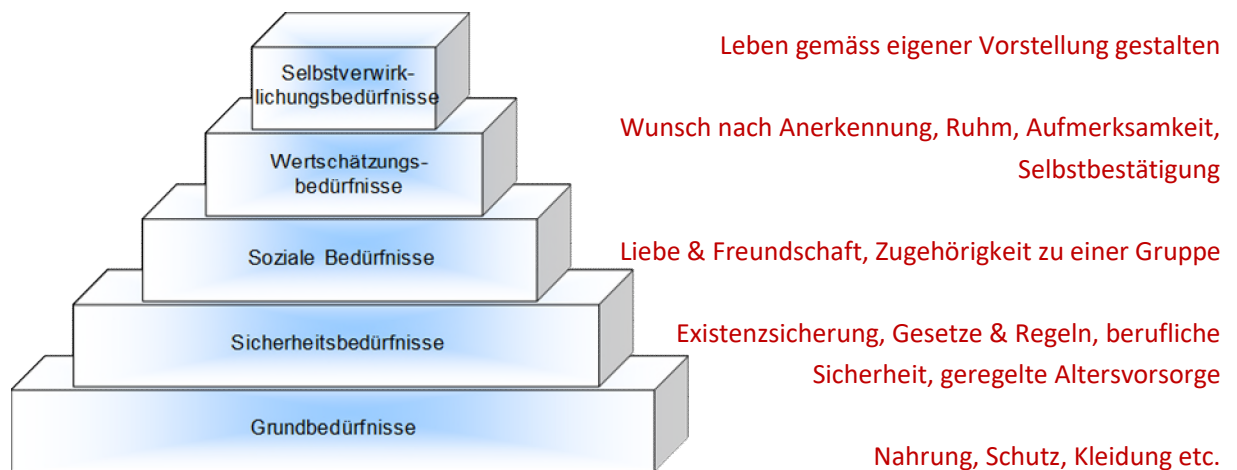 Leben gemäss eigener Vorstellung gestalten
Selbstverwirk-
lichungsbedürfnisse
Wunsch nach Anerkennung, Ruhm, Aufmerksamkeit,
Selbstbestätigung
Wertschätzungs-
bedürfnisse
Liebe & Freundschaft, Zugehörigkeit zu einer Gruppe
Soziale Bedürfnisse
Existenzsicherung, Gesetze & Regeln, berufliche
Sicherheit, geregelte Altersvorsorge
Sicherheitsbedürfnisse
Grundbedürfnisse
Nahrung, Schutz, Kleidung etc.